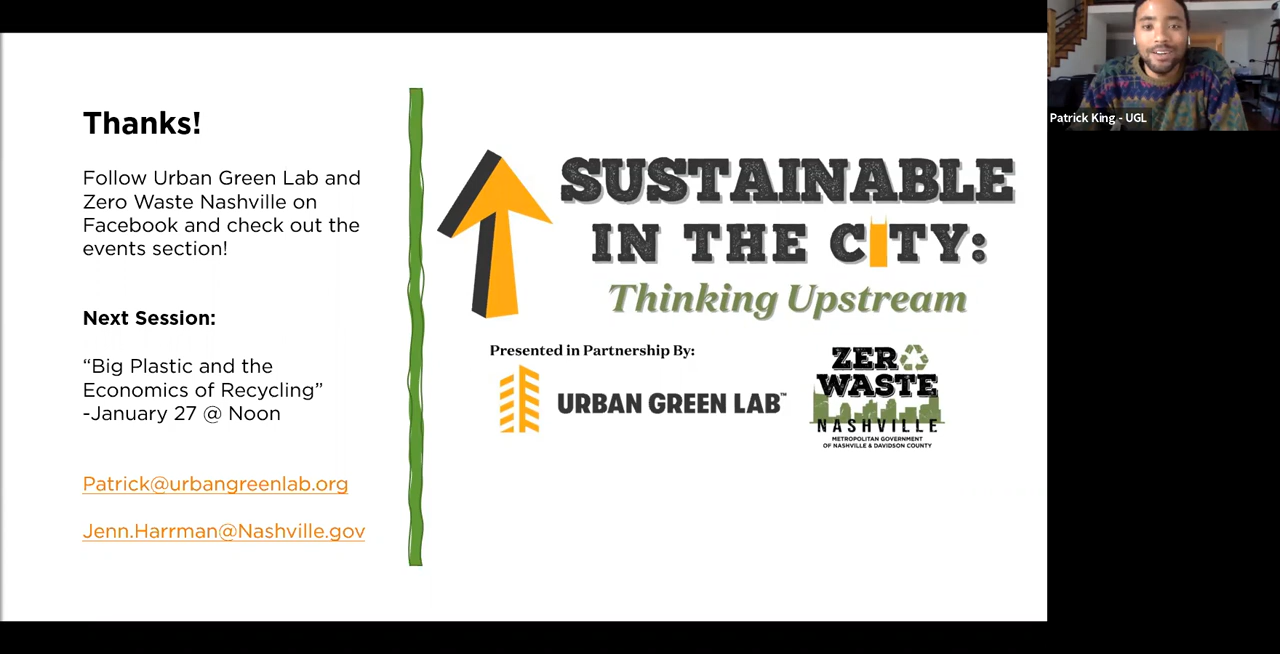 Thanks!
Follow Urban Green Lab and
Zero Waste Nashville on
Facebook and check out the
events section!
Next Session:
“Big Plastic and the
Economics of Recycling”
-January 27 @ Noon
Patrick@urbangreenlab.org
Jenn.Harrman@Nashville.gov
SUSTAINABLE
IN THE CITY:
Thinking Upstream
Presented in Partnership By:
URBAN GREEN LAB™
ZERO
WASTE
NASHVILLE
METROPOLITAN GOVERNMENT
OF NASHVILLE & DAVIDSON COUNTY
Patrick King - UGL